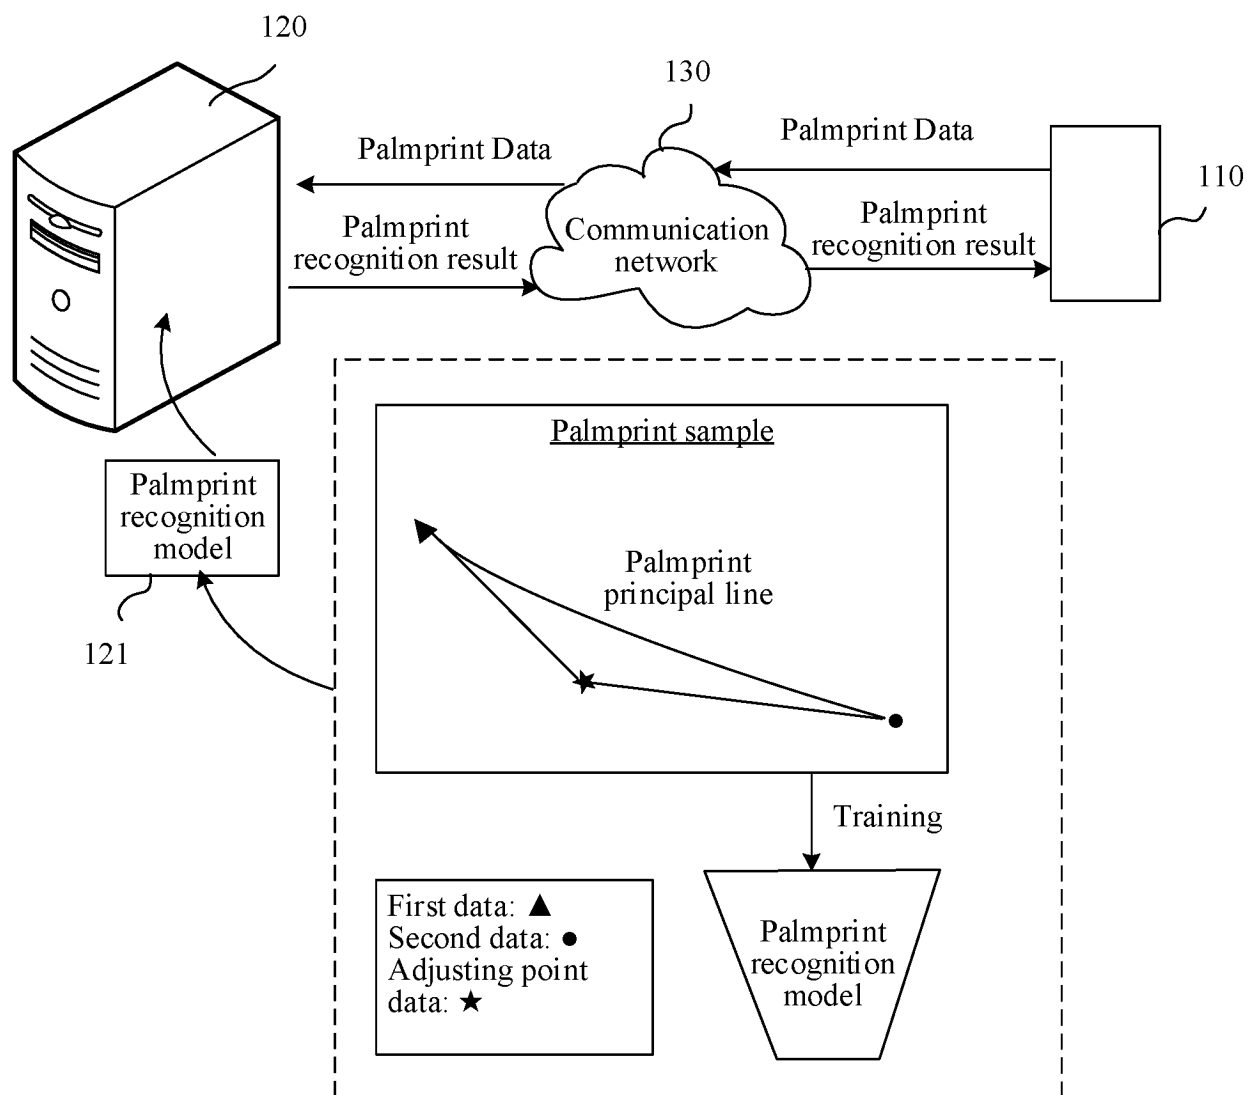 120
130
Palmprint Data
Palmprint Data
110
Palmprint
recognition result
Communication
network
Palmprint
recognition result
Palmprint sample
Palmprint
recognition
model
Palmprint
principal line
121
Training
First data: ▲
Second data: ●
Adjusting point
data: ★
Palmprint
recognition
model